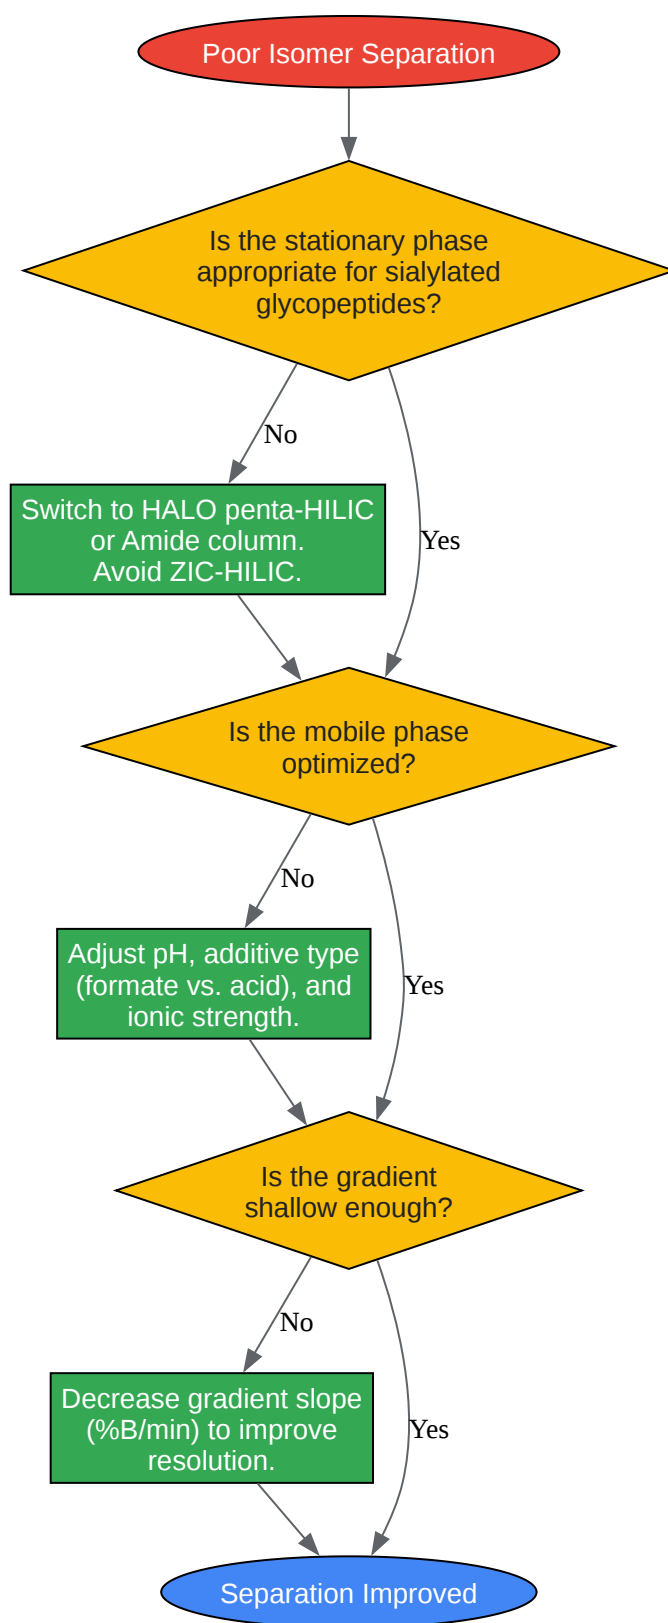 Poor Isomer Separation
Is the stationary phase
appropriate for sialylated
glycopeptides?
No
Yes
Switch to HALO penta-HILIC
or Amide column.
Avoid ZIC-HILIC.
Is the mobile phase
optimized?
No
Yes
Adjust pH, additive type
(formate vs. acid), and
ionic strength.
Is the gradient
shallow enough?
No
Yes
Decrease gradient slope
(%B/min) to improve
resolution.
Separation Improved